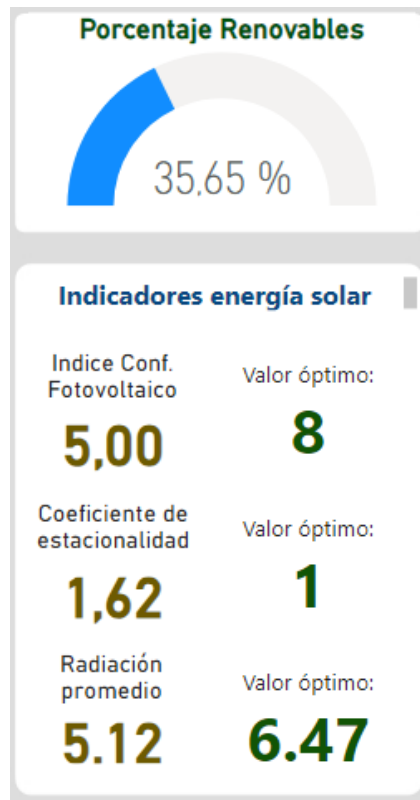 Porcentaje Renovables
35,65 %
Indicadores energía solar
Indice Conf.
Fotovoltaico
Valor óptimo:
5,00
8
Coeficiente de
estacionalidad
Valor óptimo:
1,62
1
Radiación
promedio
Valor óptimo:
5.12
6.47